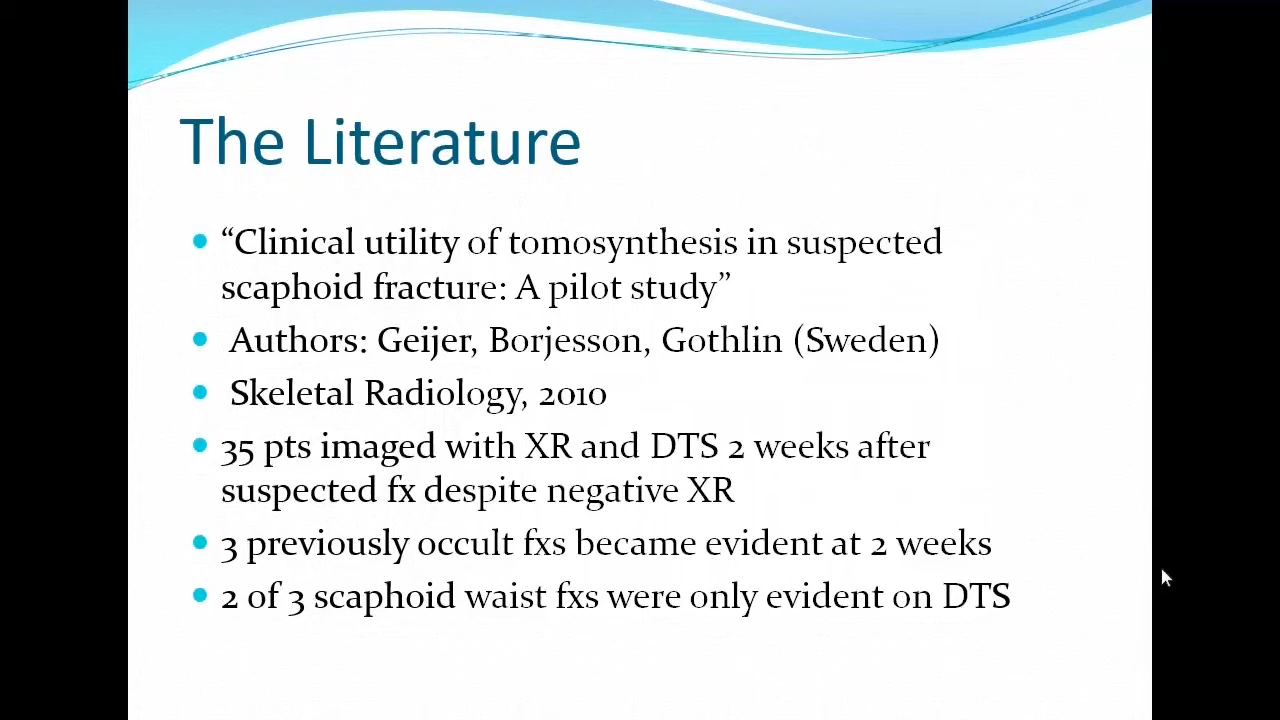 The Literature
“Clinical utility of tomosynthesis in suspected
scaphoid fracture: A pilot study”
Authors: Geijer, Borjesson, Gothlin (Sweden)
Skeletal Radiology, 2010
35 pts imaged with XR and DTS 2 weeks after
suspected fx despite negative XR
3 previously occult fxs became evident at 2 weeks
2 of 3 scaphoid waist fxs were only evident on DTS